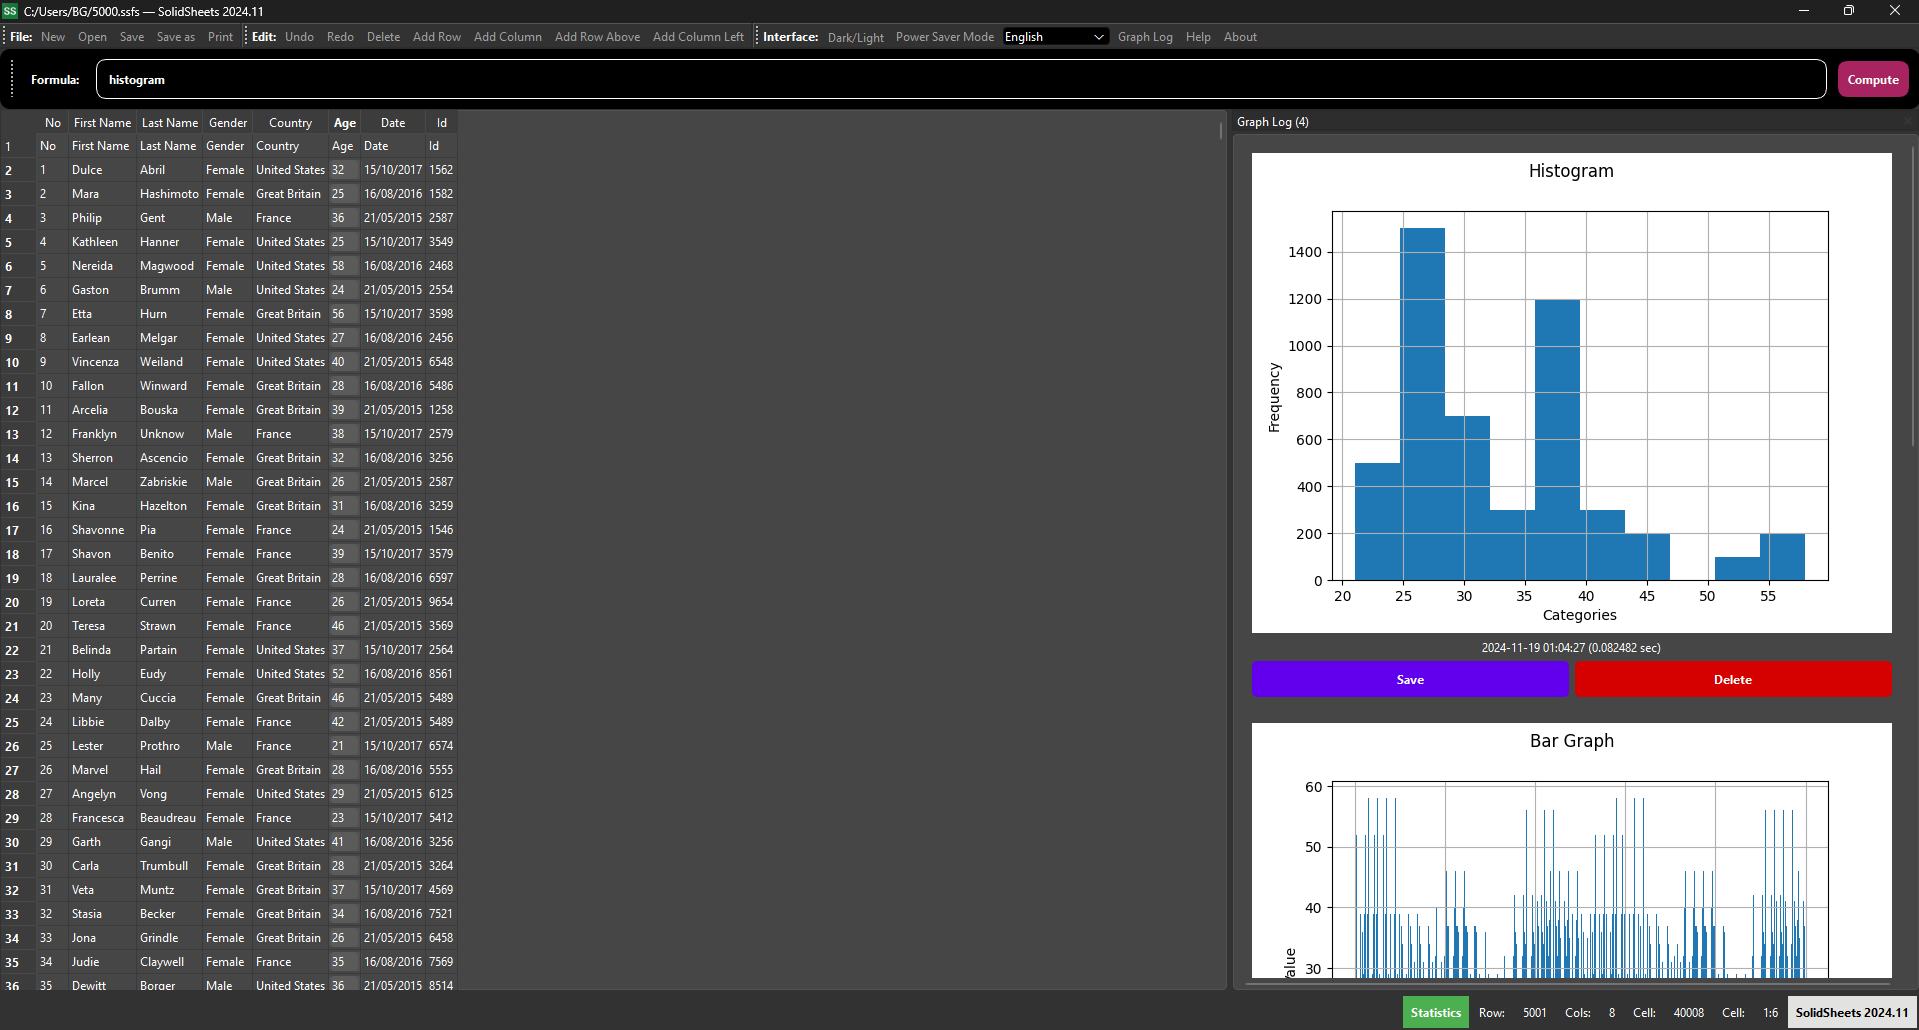 SS C:/Users/BG/5000.ssfs — SolidSheets 2024.11
File: New Open Save Save as Print Edit: Undo Redo Delete Add Row Add Column Add Row Above Add Column Left Interface: Dark/Light Power Saver Mode English Graph Log Help About
Formula: histogram Compute
No First Name Last Name Gender Country Age Date Id
1 No First Name Last Name Gender Country Age Date Id
2 1 Dulce Abril Female United States 32 15/10/2017 1562
3 2 Mara Hashimoto Female Great Britain 25 16/08/2016 1582
4 3 Philip Gent Male France 36 21/05/2015 2587
5 4 Kathleen Hanner Female United States 25 15/10/2017 3549
6 5 Nereida Magwood Female United States 58 16/08/2016 2468
7 6 Gaston Brumm Male United States 24 21/05/2015 2554
8 7 Etta Hurn Female Great Britain 56 15/10/2017 3598
9 8 Earlean Melgar Female United States 27 16/08/2016 2456
10 9 Vincenza Weiland Female United States 40 21/05/2015 6548
11 10 Fallon Winward Female Great Britain 28 16/08/2016 5486
12 11 Arcelia Bouska Female Great Britain 39 21/05/2015 1258
13 12 Franklyn Unknow Male France 38 15/10/2017 2579
14 13 Sherron Ascencio Female Great Britain 32 16/08/2016 3256
15 14 Marcel Zabriskie Male Great Britain 26 21/05/2015 2587
16 15 Kina Hazelton Female Great Britain 31 16/08/2016 3259
17 16 Shavonne Pia Female France 24 21/05/2015 1546
18 17 Shavon Benito Female France 39 15/10/2017 3579
19 18 Lauralee Perrine Female Great Britain 28 16/08/2016 6597
20 19 Loreta Curren Female France 26 21/05/2015 9654
21 20 Teresa Strawn Female France 46 21/05/2015 3569
22 21 Belinda Partain Female United States 37 15/10/2017 2564
23 22 Holly Eudy Female United States 52 16/08/2016 8561
24 23 Many Cuccia Female Great Britain 46 21/05/2015 5489
25 24 Libbie Dalby Female France 42 21/05/2015 5489
26 25 Lester Prothro Male France 21 15/10/2017 6574
27 26 Marvel Hail Female Great Britain 28 16/08/2016 5555
28 27 Angelyn Vong Female United States 29 21/05/2015 6125
29 28 Francesca Beaudreau Female France 23 15/10/2017 5412
30 29 Garth Gangi Male United States 41 16/08/2016 3256
31 30 Carla Trumbull Female Great Britain 28 21/05/2015 3264
32 31 Veta Muntz Female Great Britain 37 15/10/2017 4569
33 32 Stasia Becker Female Great Britain 34 16/08/2016 7521
34 33 Jona Grindle Female Great Britain 26 21/05/2015 6458
35 34 Judie Claywell Female France 35 16/08/2016 7569
36 35 Dewitt Borger Male United States 36 21/05/2015 8514
Graph Log (4)
Histogram
1400
1200
1000
800
600
400
200
0
Frequency
20 25 30 35 40 45 50 55
Categories
2024-11-19 01:04:27 (0.082482 sec)
Save Delete
Bar Graph
60
50
40
30
Statistics Row: 5001 Cols: 8 Cell: 40008 Cell: 1:6 SolidSheets 2024.11